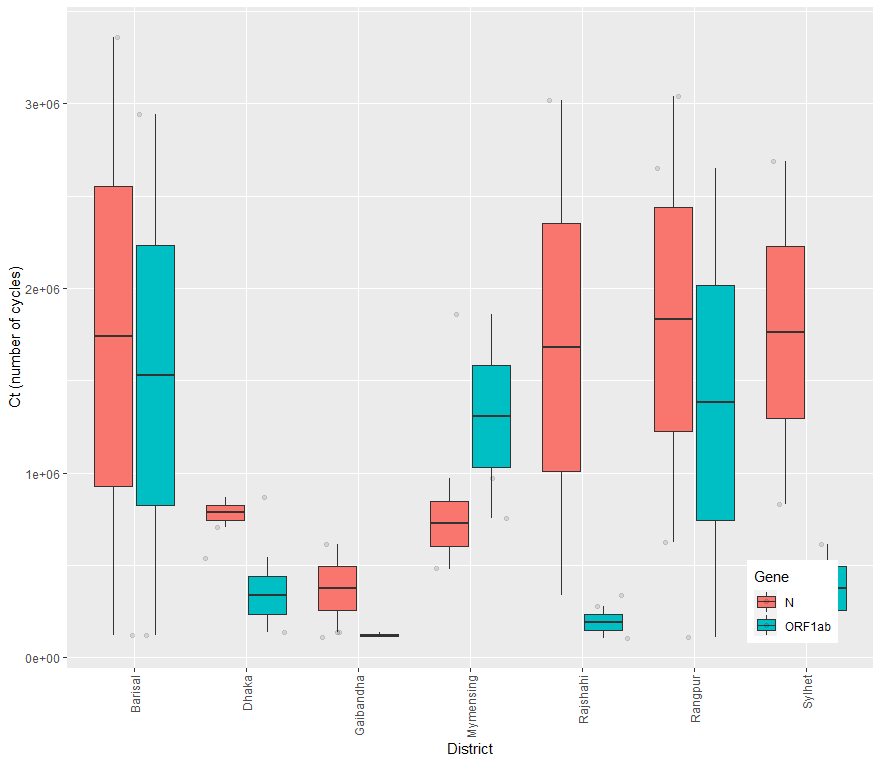 3e+06
2e+06
1e+06
0e+00
Ct (number of cycles)
Gene
N
ORF1ab
Barisal
Dhaka
Gaibandha
Mymensing
Rajshahi
Rangpur
Sylhet
District